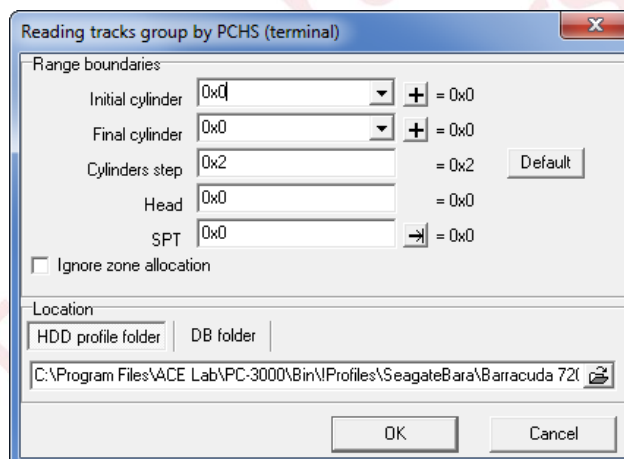 Reading tracks group by PCHS (terminal)
Range boundaries
Initial cylinder 0x0 = 0x0
Final cylinder 0x0 = 0x0
Cylinders step 0x2 = 0x2 Default
Head 0x0 = 0x0
SPT 0x0 = 0x0
Ignore zone allocation
Location
HDD profile folder DB folder
C:\Program Files\ACE Lab\PC-3000\Bin\!Profiles\SeagateBara\Barracuda 720
OK Cancel